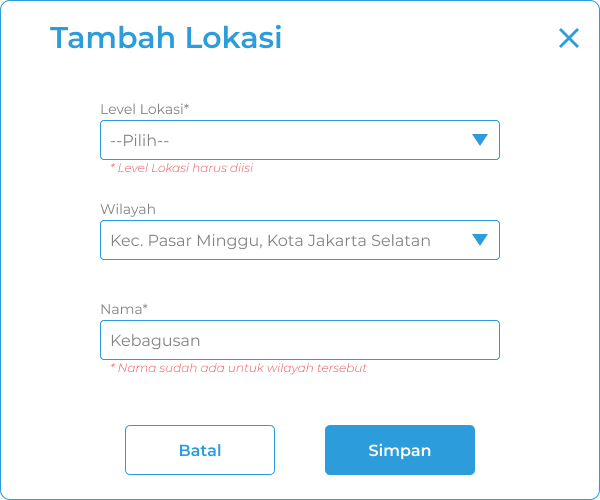 Tambah Lokasi
Level Lokasi*
--Pilih--
* Level Lokasi harus diisi
Wilayah
Kec. Pasar Minggu, Kota Jakarta Selatan
Nama*
Kebagusan
* Nama sudah ada untuk wilayah tersebut
Batal
Simpan